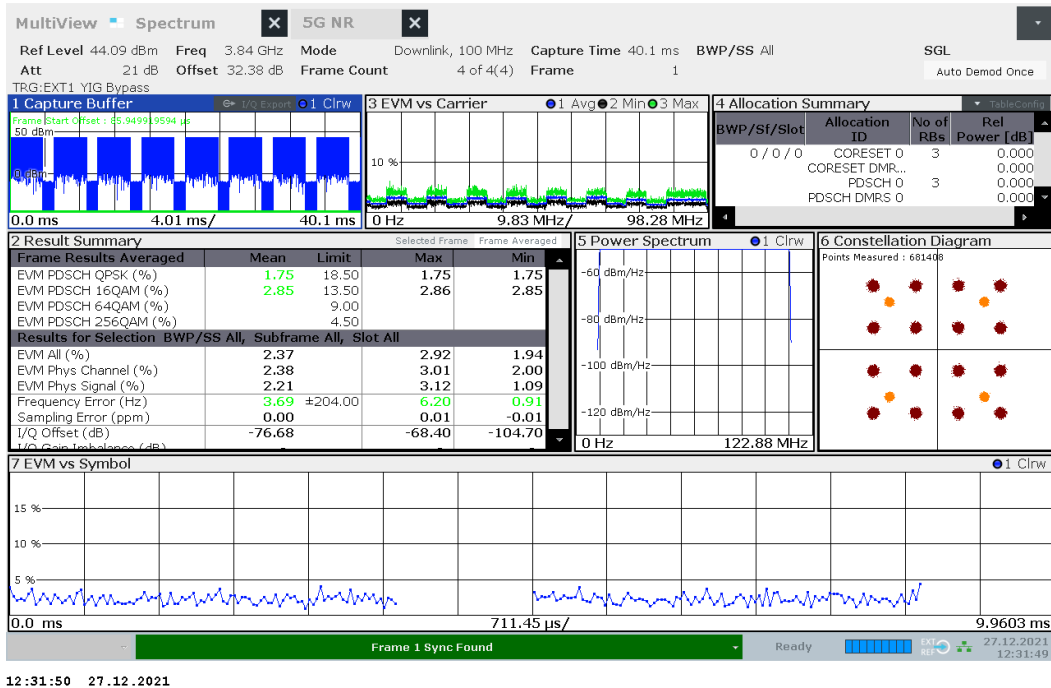 MultiView Spectrum 5G NR
Ref Level 44.09 dBm Freq 3.84 GHz Mode Downlink, 100 MHz Capture Time 40.1 ms BWP/SS All SGL
Att 21 dB Offset 32.38 dB Frame Count 4 of 4(4) Frame 1 Auto Demod Once
TRG:EXT1 YIG Bypass
1 Capture Buffer I/Q Export 1 Clrw
Frame Start Offset : 85.949919594 µs
50 dBm
0 dBm
0.0 ms 4.01 ms/ 40.1 ms
3 EVM vs Carrier 1 Avg 2 Min 3 Max
10 %
0 Hz 9.83 MHz/ 98.28 MHz
4 Allocation Summary TableConfig
BWP/Sf/Slot Allocation ID No of RBs Rel Power [dB]
0 / 0 / 0 CORESET 0 3 0.000
CORESET DMR... 0.000
PDSCH 0 3 0.000
PDSCH DMRS 0 0.000
2 Result Summary Selected Frame Frame Averaged
Frame Results Averaged Mean Limit Max Min
EVM PDSCH QPSK (%) 1.75 18.50 1.75 1.75
EVM PDSCH 16QAM (%) 2.85 13.50 2.86 2.85
EVM PDSCH 64QAM (%) 9.00
EVM PDSCH 256QAM (%) 4.50
Results for Selection BWP/SS All, Subframe All, Slot All
EVM All (%) 2.37 2.92 1.94
EVM Phys Channel (%) 2.38 3.01 2.00
EVM Phys Signal (%) 2.21 3.12 1.09
Frequency Error (Hz) 3.69 ±204.00 6.20 0.91
Sampling Error (ppm) 0.00 0.01 -0.01
I/Q Offset (dB) -76.68 -68.40 -104.70
I/Q Gain Imbalance (dB) - - -
5 Power Spectrum 1 Clrw
-60 dBm/Hz
-80 dBm/Hz
-100 dBm/Hz
-120 dBm/Hz
0 Hz 122.88 MHz
6 Constellation Diagram
Points Measured : 681408
7 EVM vs Symbol 1 Clrw
15 %
10 %
5 %
0.0 ms 711.45 µs/ 9.9603 ms
Frame 1 Sync Found Ready EXT REF 27.12.2021
12:31:49
12:31:50 27.12.2021